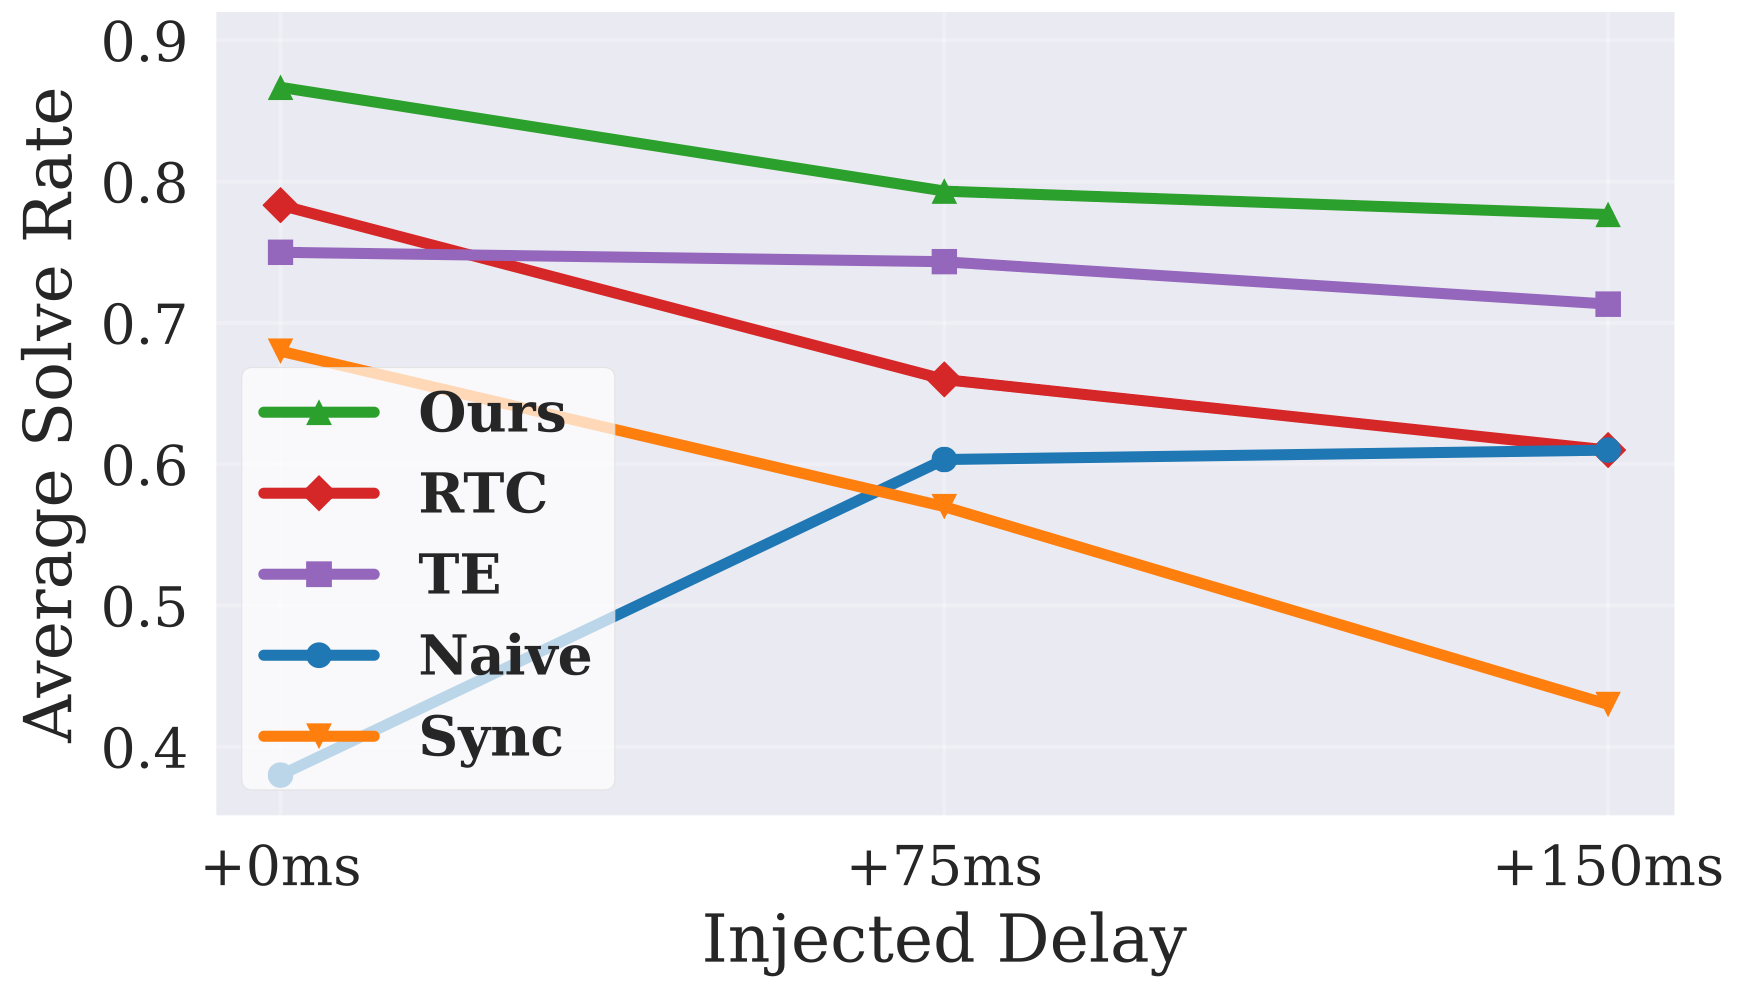 Average Solve Rate
0.9
0.8
0.7
0.6
0.5
0.4
Ours
RTC
TE
Naive
Sync
+0ms
+75ms
+150ms
Injected Delay